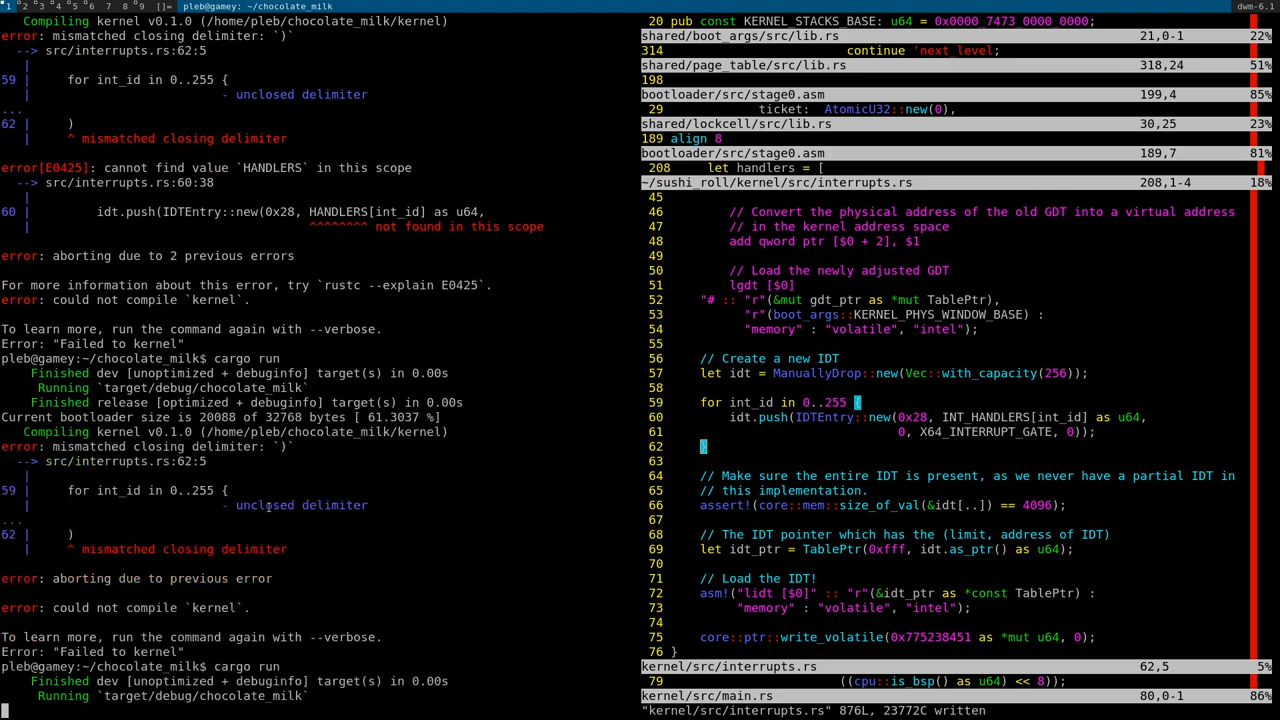 1 2 3 4 5 6 7 8 9 []= pleb@gamey:~/chocolate_milk dwm-6.1
   Compiling kernel v0.1.0 (/home/pleb/chocolate_milk/kernel)
error: mismatched closing delimiter: `)`
  --> src/interrupts.rs:62:5
   |
59 |     for int_id in 0..255 {
   |                          - unclosed delimiter
...
62 |     )
   |     ^ mismatched closing delimiter
error[E0425]: cannot find value `HANDLERS` in this scope
  --> src/interrupts.rs:60:38
   |
60 |         idt.push(IDTEntry::new(0x28, HANDLERS[int_id] as u64,
   |                                      ^^^^^^^^ not found in this scope
error: aborting due to 2 previous errors
For more information about this error, try `rustc --explain E0425`.
error: could not compile `kernel`.
To learn more, run the command again with --verbose.
Error: "Failed to kernel"
pleb@gamey:~/chocolate_milk$ cargo run
    Finished dev [unoptimized + debuginfo] target(s) in 0.00s
     Running `target/debug/chocolate_milk`
    Finished release [optimized + debuginfo] target(s) in 0.00s
Current bootloader size is 20088 of 32768 bytes [ 61.3037 %]
   Compiling kernel v0.1.0 (/home/pleb/chocolate_milk/kernel)
error: mismatched closing delimiter: `)`
  --> src/interrupts.rs:62:5
   |
59 |     for int_id in 0..255 {
   |                          - unclosed delimiter
...
62 |     )
   |     ^ mismatched closing delimiter
error: aborting due to previous error
error: could not compile `kernel`.
To learn more, run the command again with --verbose.
Error: "Failed to kernel"
pleb@gamey:~/chocolate_milk$ cargo run
    Finished dev [unoptimized + debuginfo] target(s) in 0.00s
     Running `target/debug/chocolate_milk`
20 pub const KERNEL_STACKS_BASE: u64 = 0x0000_7473_0000_0000;
shared/boot_args/src/lib.rs 21,0-1 22%
314                         continue 'next_level;
shared/page_table/src/lib.rs 318,24 51%
198
bootloader/src/stage0.asm 199,4 85%
29             ticket:  AtomicU32::new(0),
shared/lockcell/src/lib.rs 30,25 23%
189 align 8
bootloader/src/stage0.asm 189,7 81%
208     let handlers = [
~/sushi_roll/kernel/src/interrupts.rs 208,1-4 18%
45
46         // Convert the physical address of the old GDT into a virtual address
47         // in the kernel address space
48         add qword ptr [$0 + 2], $1
49
50         // Load the newly adjusted GDT
51         lgdt [$0]
52     "# :: "r"(&mut gdt_ptr as *mut TablePtr),
53           "r"(boot_args::KERNEL_PHYS_WINDOW_BASE) :
54           "memory" : "volatile", "intel");
55
56     // Create a new IDT
57     let idt = ManuallyDrop::new(Vec::with_capacity(256));
58
59     for int_id in 0..255 {
60         idt.push(IDTEntry::new(0x28, INT_HANDLERS[int_id] as u64,
61                                0, X64_INTERRUPT_GATE, 0));
62     }
63
64     // Make sure the entire IDT is present, as we never have a partial IDT in
65     // this implementation.
66     assert!(core::mem::size_of_val(&idt[..]) == 4096);
67
68     // The IDT pointer which has the (limit, address of IDT)
69     let idt_ptr = TablePtr(0xfff, idt.as_ptr() as u64);
70
71     // Load the IDT!
72     asm!("lidt [$0]" :: "r"(&idt_ptr as *const TablePtr) :
73          "memory" : "volatile", "intel");
74
75     core::ptr::write_volatile(0x775238451 as *mut u64, 0);
76 }
kernel/src/interrupts.rs 62,5 5%
79                        ((cpu::is_bsp() as u64) << 8));
kernel/src/main.rs 80,0-1 86%
"kernel/src/interrupts.rs" 876L, 23772C written